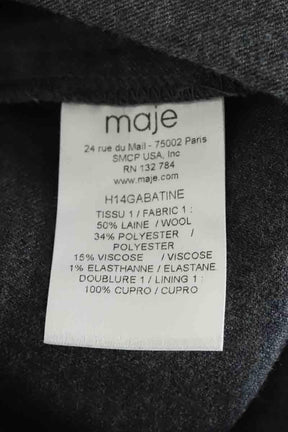 maje
24 rue du Mail - 75002 Paris
SMCP USA, Inc
RN 132 784
www.maje.com
H14GABATINE
TISSU 1 / FABRIC 1 :
50% LAINE / WOOL
34% POLYESTER /
POLYESTER
15% VISCOSE / VISCOSE
1% ELASTHANNE / ELASTANE
DOUBLURE 1 / LINING 1 :
100% CUPRO / CUPRO